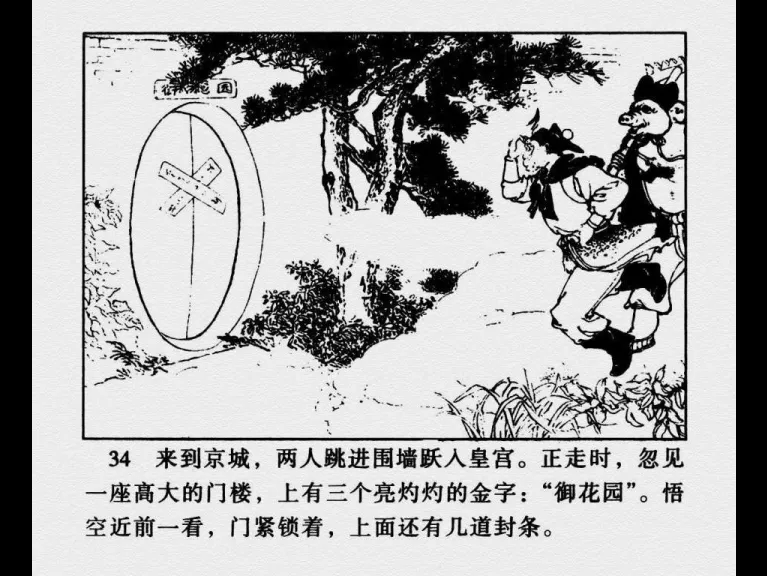 御花园
34 来到京城，两人跳进围墙跃入皇宫。正走时，忽见
一座高大的门楼，上有三个亮灼灼的金字：“御花园”。悟
空近前一看，门紧锁着，上面还有几道封条。